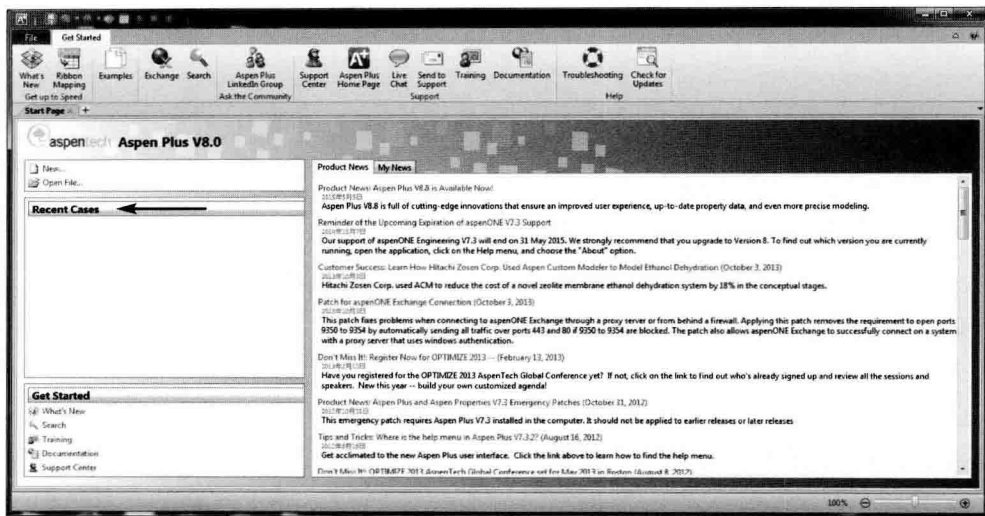 File Get Started
What's New
Ribbon Mapping
Examples
Exchange
Search
Aspen Plus LinkedIn Group
Support Center
Aspen Plus Home Page
Live Chat
Send to Support
Training
Documentation
Troubleshooting
Check for Updates
Get up to Speed
Ask the Community
Support
Help
Start Page
aspentech Aspen Plus V8.0
New...
Open File...
Recent Cases
Get Started
What's New
Search
Training
Documentation
Support Center
Product News My News
Product News: Aspen Plus V8.8 is Available Now!
Aspen Plus V8.8 is full of cutting-edge innovations that ensure an improved user experience, up-to-date property data, and even more precise modeling.
Reminder of the Upcoming Expiration of aspenONE V7.3 Support
Our support of aspenONE Engineering V7.3 will end on 31 May 2015. We strongly recommend that you upgrade to Version 8. To find out which version you are currently
running, open the application, click on the Help menu, and choose the "About" option.
Customer Success: Learn How Hitachi Zosen Corp. Used Aspen Custom Modeler to Model Ethanol Dehydration (October 3, 2013)
Hitachi Zosen Corp. used ACM to reduce the cost of a novel zeolite membrane ethanol dehydration system by 18% in the conceptual stages.
Patch for aspenONE Exchange Connection (October 3, 2013)
This patch fixes problems when connecting to aspenONE Exchange through a proxy server or from behind a firewall. Applying this patch removes the requirement to open ports
9350 to 9354 by automatically sending all traffic over ports 443 and 80 if 9350 to 9354 are blocked. The patch also allows aspenONE Exchange to successfully connect on a system
with a proxy server that uses windows authentication.
Don't Miss It!: Register Now for OPTIMIZE 2013 -- (February 13, 2013)
Have you registered for the OPTIMIZE 2013 AspenTech Global Conference yet? If not, click on the link to find out who's already signed up and review all the sessions and
speakers. New this year -- build your own customized agenda!
Product News: Aspen Plus and Aspen Properties V7.3 Emergency Patches (October 31, 2012)
This emergency patch requires Aspen Plus V7.3 installed in the computer. It should not be applied to earlier releases or later releases
Tips and Tricks: Where is the help menu in Aspen Plus V7.3.2? (August 16, 2012)
Get acclimated to the new Aspen Plus user interface. Click the link above to learn how to find the help menu.
Don't Miss It!: OPTIMIZE 2013 AspenTech Global Conference set for May 2013 in Boston (August 8, 2012)
100%